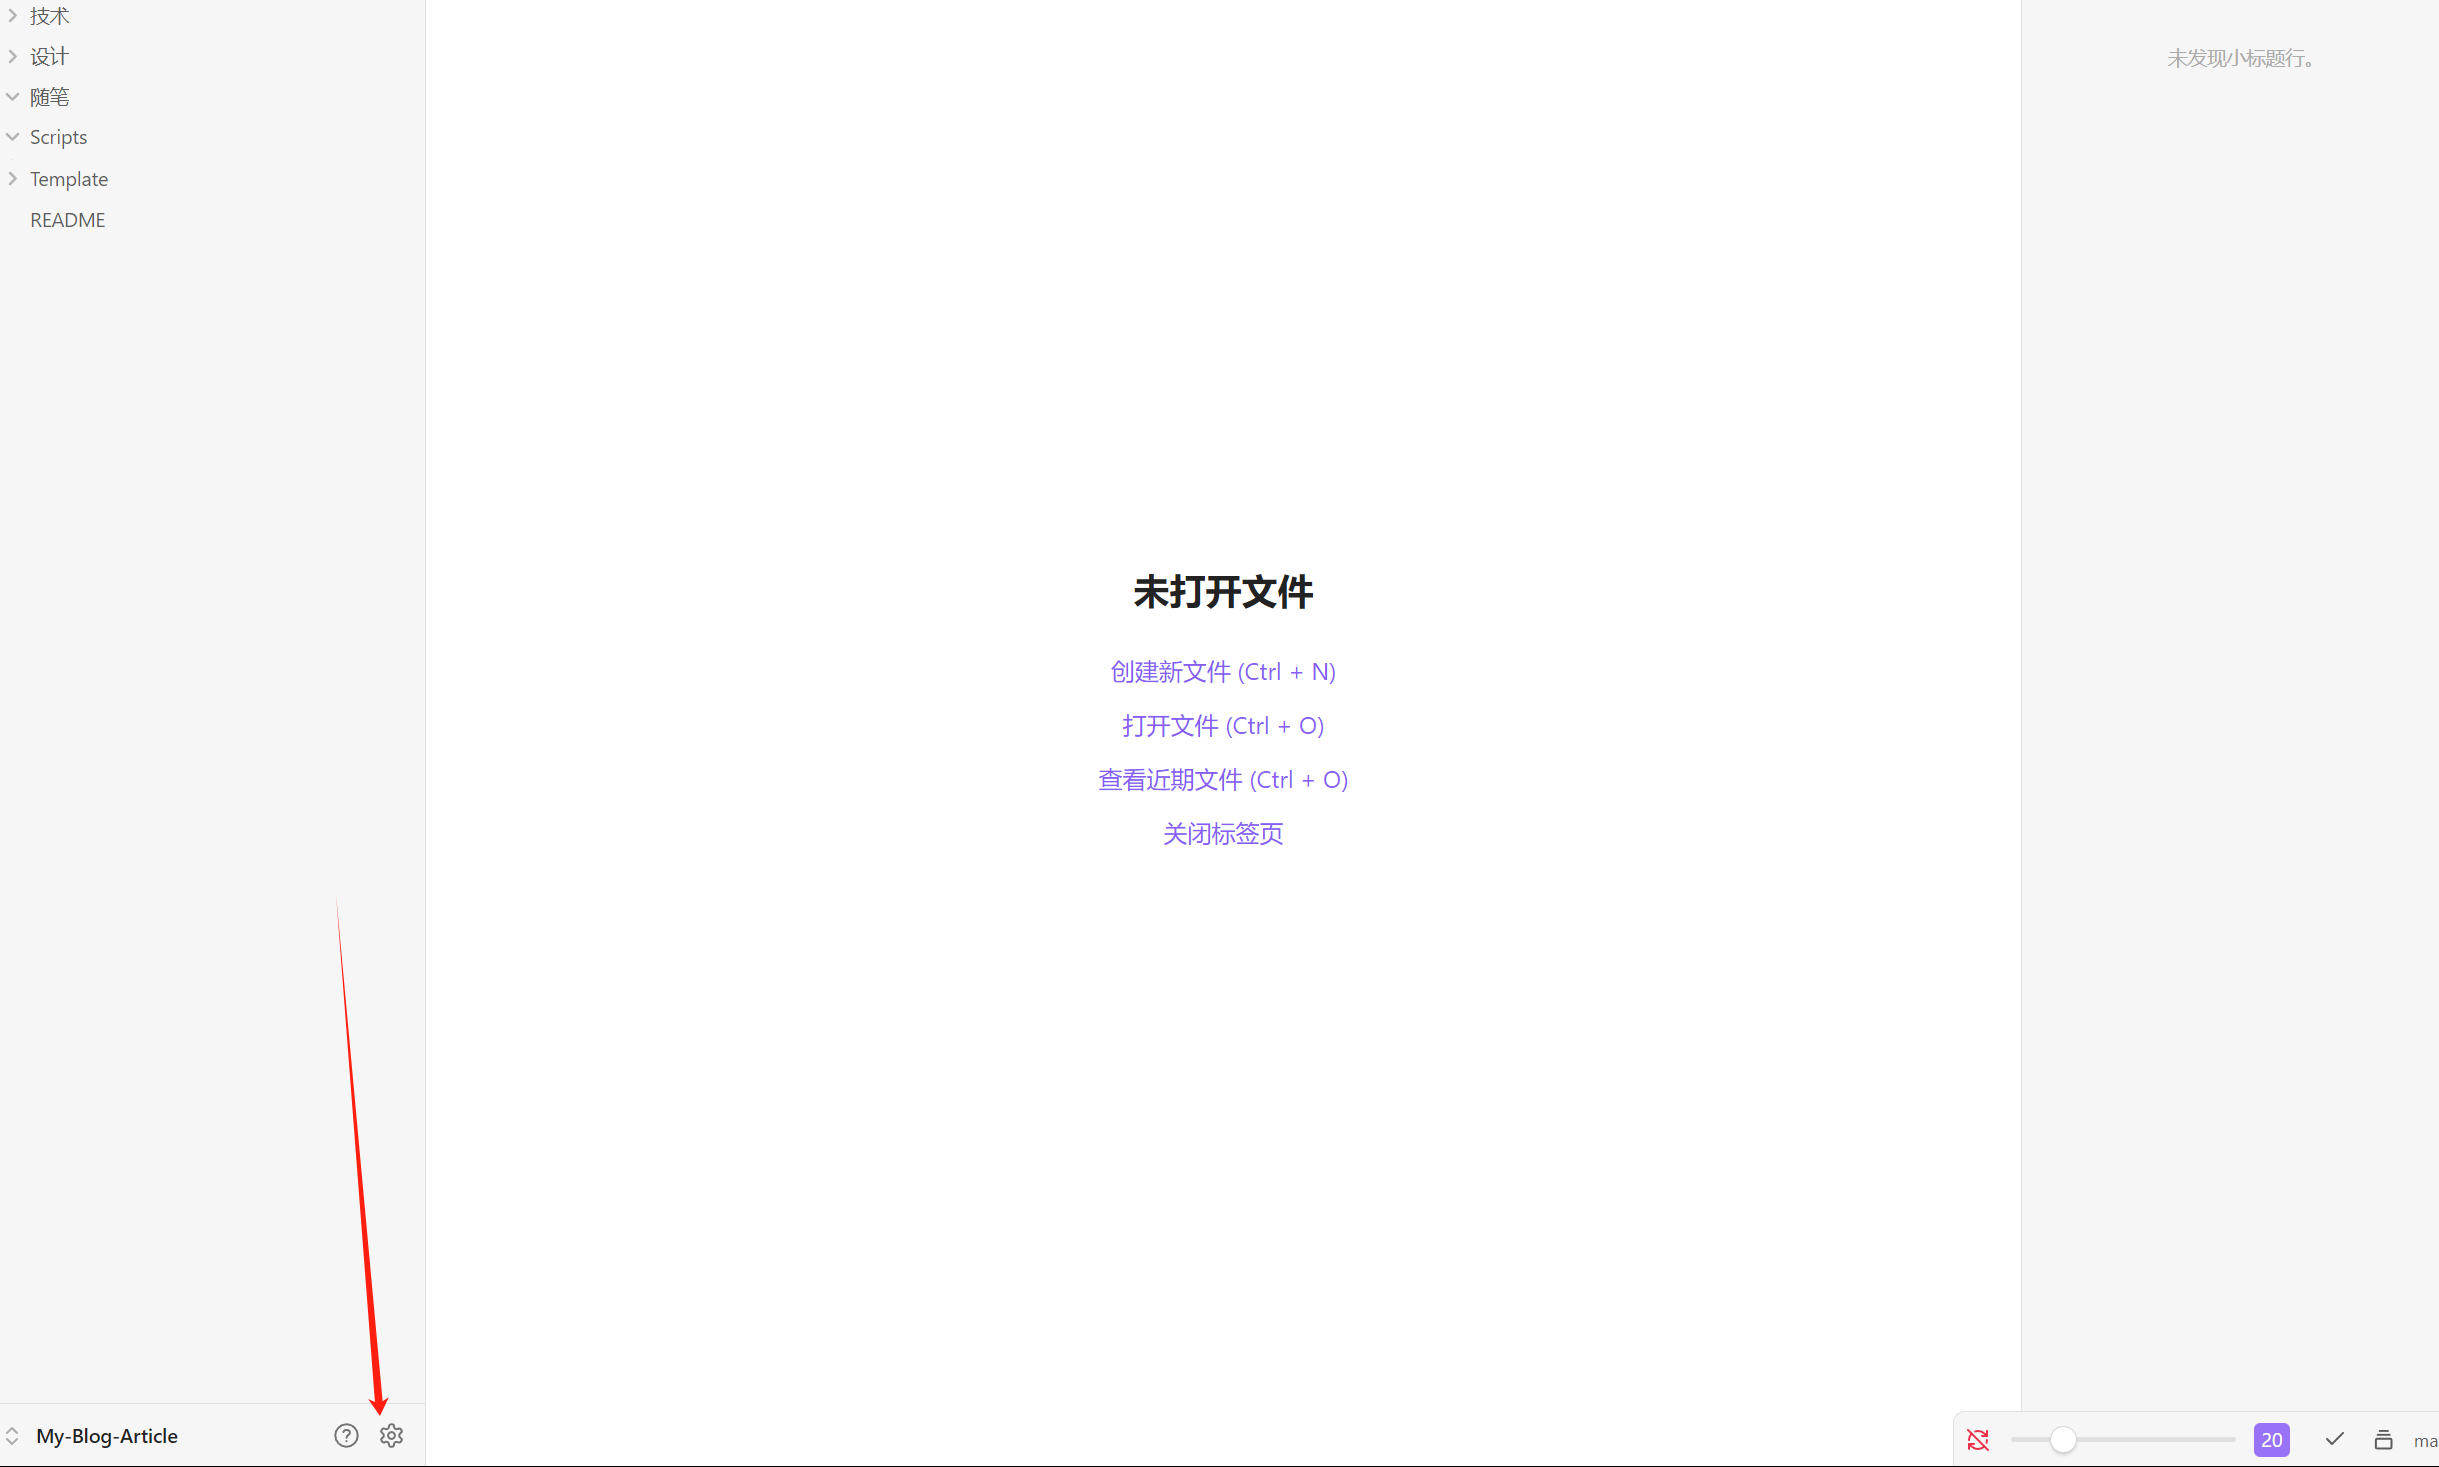 技术
设计
随笔
Scripts
Template
README
My-Blog-Article
未打开文件
创建新文件 (Ctrl + N)
打开文件 (Ctrl + O)
查看近期文件 (Ctrl + O)
关闭标签页
未发现小标题行。
20
ma